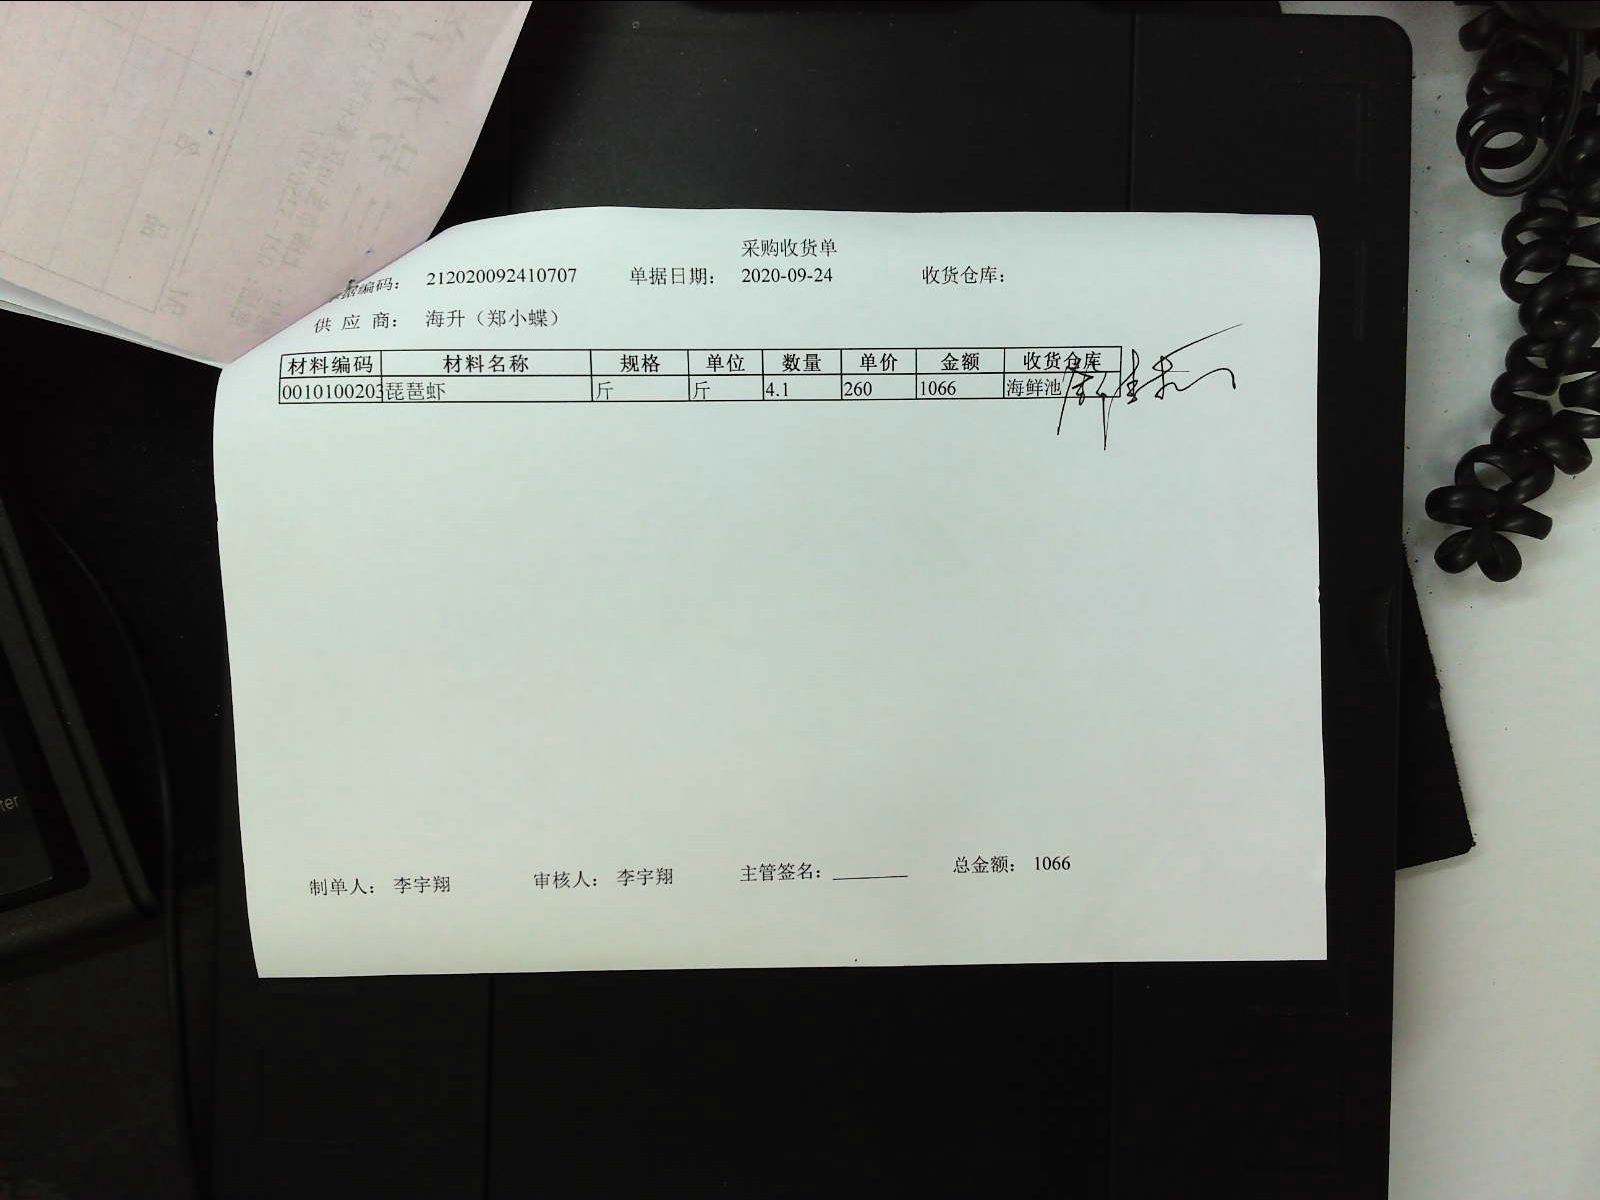 采购收货单
单据编码： 212020092410707 单据日期： 2020-09-24 收货仓库：
供 应 商： 海升（郑小蝶）
材料编码 材料名称 规格 单位 数量 单价 金额 收货仓库
0010100203 琵琶虾 斤 斤 4.1 260 1066 海鲜池
制单人： 李宇翔 审核人： 李宇翔 主管签名：________ 总金额： 1066
ter